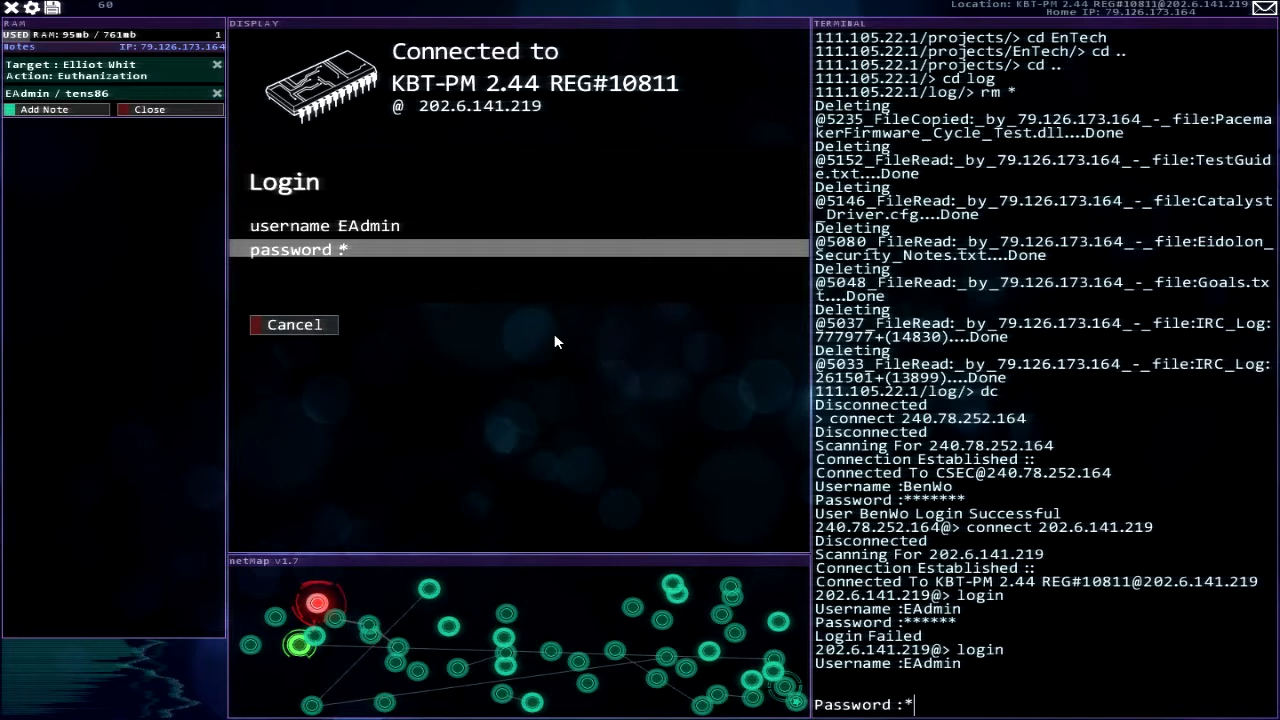 60
Location: KBT-PM 2.44 REG#10811@202.6.141.219
Home IP: 79.126.173.164
RAM
USED RAM: 95mb / 761mb 1
Notes IP: 79.126.173.164
Target : Elliot Whit
Action: Euthanization
EAdmin / tens86
Add Note
Close
DISPLAY
Connected to
KBT-PM 2.44 REG#10811
@ 202.6.141.219
Login
username EAdmin
password :*
Cancel
netMap v1.7
TERMINAL
111.105.22.1/projects/> cd EnTech
111.105.22.1/projects/EnTech/> cd ..
111.105.22.1/projects/> cd ..
111.105.22.1/> cd log
111.105.22.1/log/> rm *
Deleting
@5235_FileCopied:_by_79.126.173.164_-_file:Pacema
kerFirmware_Cycle_Test.dll....Done
Deleting
@5152_FileRead:_by_79.126.173.164_-_file:TestGuid
e.txt....Done
Deleting
@5146_FileRead:_by_79.126.173.164_-_file:Catalyst
_Driver.cfg....Done
Deleting
@5080_FileRead:_by_79.126.173.164_-_file:Eidolon_
Security_Notes.txt....Done
Deleting
@5048_FileRead:_by_79.126.173.164_-_file:Goals.tx
t....Done
Deleting
@5037_FileRead:_by_79.126.173.164_-_file:IRC_Log:
777977+(14830)....Done
Deleting
@5033_FileRead:_by_79.126.173.164_-_file:IRC_Log:
261501+(13899)....Done
111.105.22.1/log/> dc
Disconnected
> connect 240.78.252.164
Disconnected
Scanning For 240.78.252.164
Connection Established ::
Connected To CSEC@240.78.252.164
Username :BenWo
Password :*******
User BenWo Login Successful
240.78.252.164@> connect 202.6.141.219
Disconnected
Scanning For 202.6.141.219
Connection Established ::
Connected To KBT-PM 2.44 REG#10811@202.6.141.219
202.6.141.219@> login
Username :EAdmin
Password :******
Login Failed
202.6.141.219@> login
Username :EAdmin
Password :*